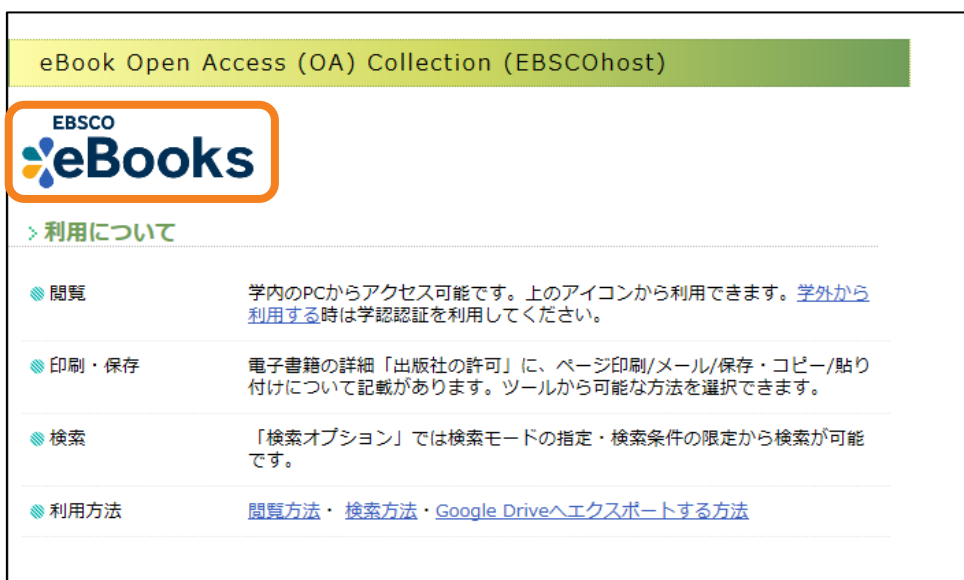 eBook Open Access (OA) Collection (EBSCOhost)
EBSCO
eBooks
利用について
閲覧
学内のPCからアクセス可能です。上のアイコンから利用できます。学外から
利用する時は学認認証を利用してください。
印刷・保存
電子書籍の詳細「出版社の許可」に、ページ印刷/メール/保存・コピー/貼り
付けについて記載があります。ツールから可能な方法を選択できます。
検索
「検索オプション」では検索モードの指定・検索条件の限定から検索が可能
です。
利用方法
閲覧方法・ 検索方法・Google Driveへエクスポートする方法